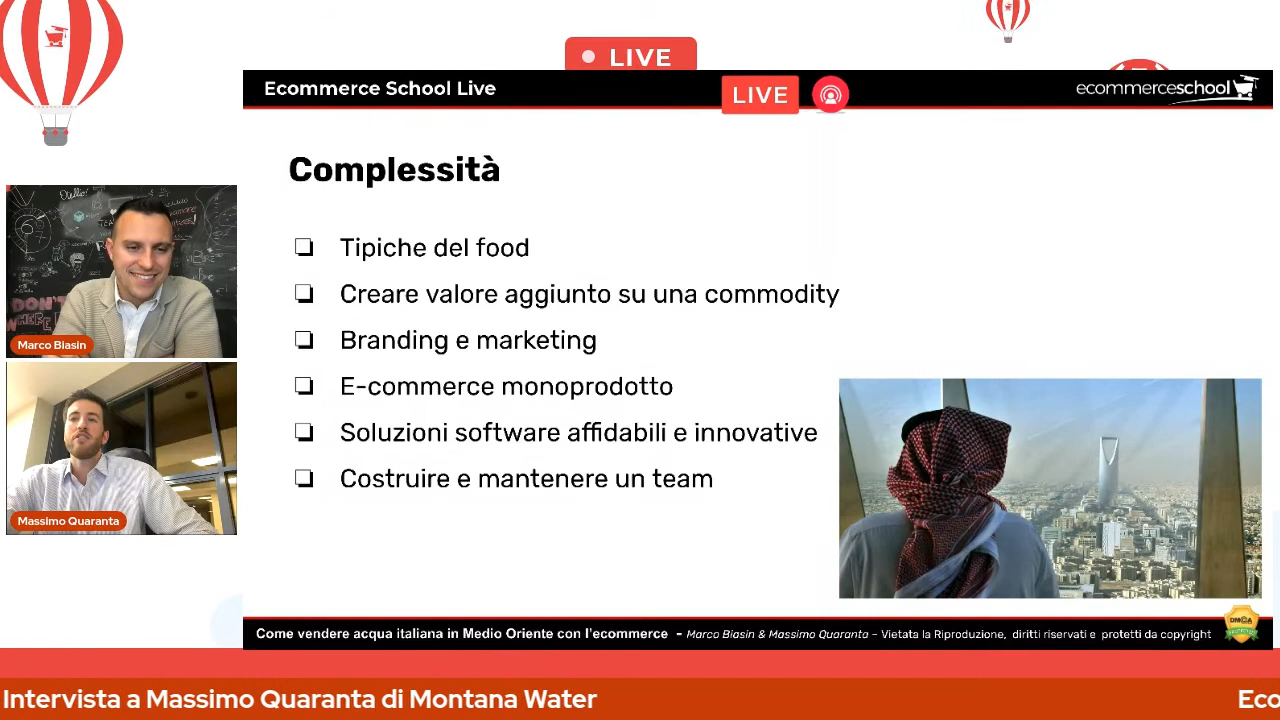 LIVE
Ecommerce School Live
LIVE
ecommerceschool
Complessità
Tipiche del food
Creare valore aggiunto su una commodity
Branding e marketing
E-commerce monoprodotto
Soluzioni software affidabili e innovative
Costruire e mantenere un team
DON'T
Marco Biasin
Massimo Quaranta
Come vendere acqua italiana in Medio Oriente con l'ecommerce - Marco Biasin & Massimo Quaranta - Vietata la Riproduzione, diritti riservati e protetti da copyright
DMCA
Intervista a Massimo Quaranta di Montana Water
Eco